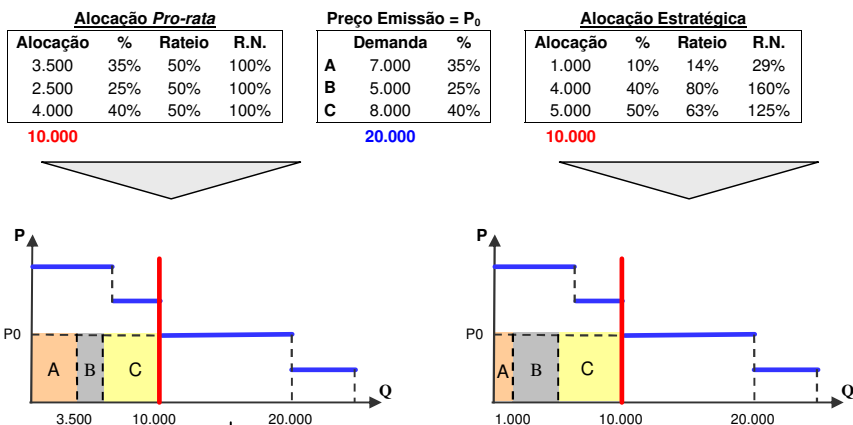 Alocação Pro-rata
Alocação % Rateio R.N.
3.500 35% 50% 100%
2.500 25% 50% 100%
4.000 40% 50% 100%
10.000
Preço Emissão = P0
Demanda %
A 7.000 35%
B 5.000 25%
C 8.000 40%
20.000
Alocação Estratégica
Alocação % Rateio R.N.
1.000 10% 14% 29%
4.000 40% 80% 160%
5.000 50% 63% 125%
10.000
P
P0
A B C
Q
3.500 10.000 20.000
P
P0
A B C
Q
1.000 10.000 20.000